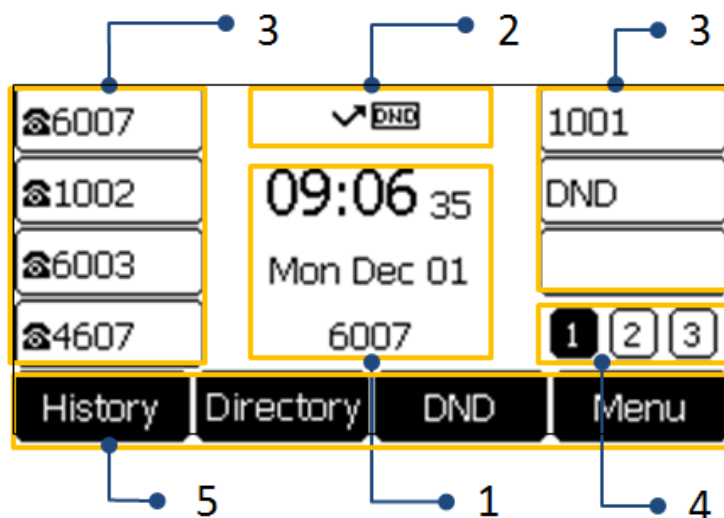 3 2 3
☎6007 DND 1001
☎1002 09:06 35 DND
☎6003 Mon Dec 01
☎4607 6007 1 2 3
History Directory DND Menu
5 1 4